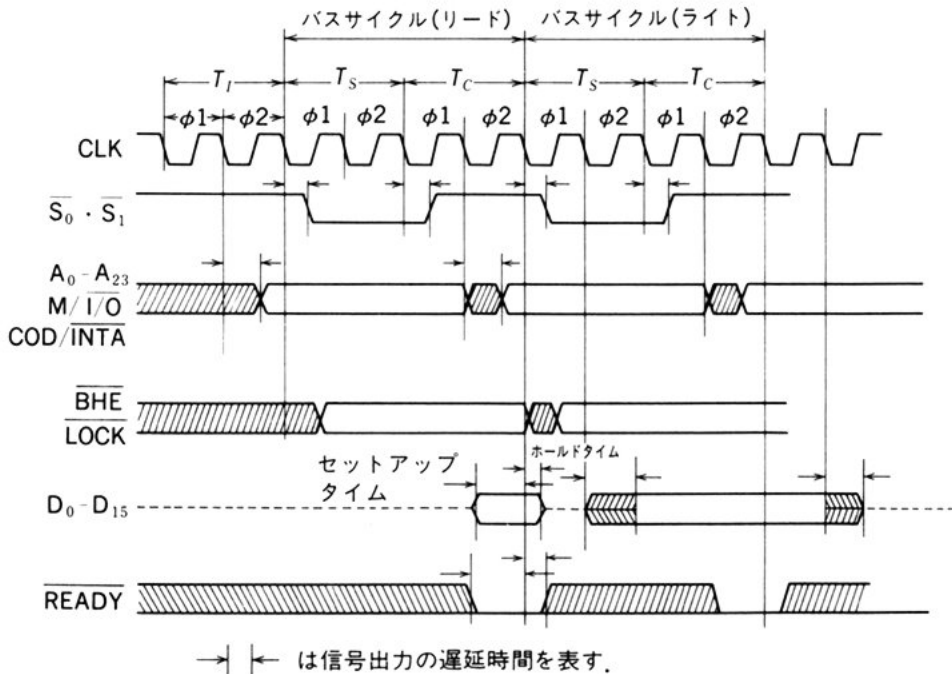 バスサイクル(リード) バスサイクル(ライト)
T_I T_S T_C T_S T_C
φ1 φ2 φ1 φ2 φ1 φ2 φ1 φ2 φ1 φ2
CLK
S̅₀・S̅₁
A₀-A₂₃
M/I̅/̅O̅
COD/I̅N̅T̅A̅
B̅H̅E̅
L̅O̅C̅K̅
ホールドタイム
セットアップ
タイム
D₀-D₁₅
R̅E̅A̅D̅Y̅
は信号出力の遅延時間を表す.